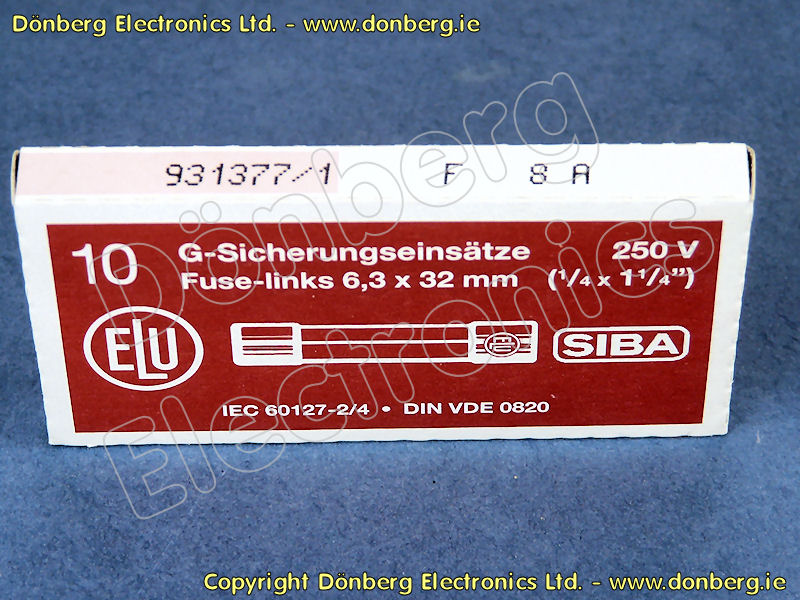 Dönberg Electronics Ltd. - www.donberg.ie
931377/1 F 8 A
10 G-Sicherungseinsätze 250 V
Fuse-links 6,3 x 32 mm (1/4 x 1 1/4")
ELU ELU SIBA
IEC 60127-2/4 • DIN VDE 0820
Dönberg
Electronics
Copyright Dönberg Electronics Ltd. - www.donberg.ie